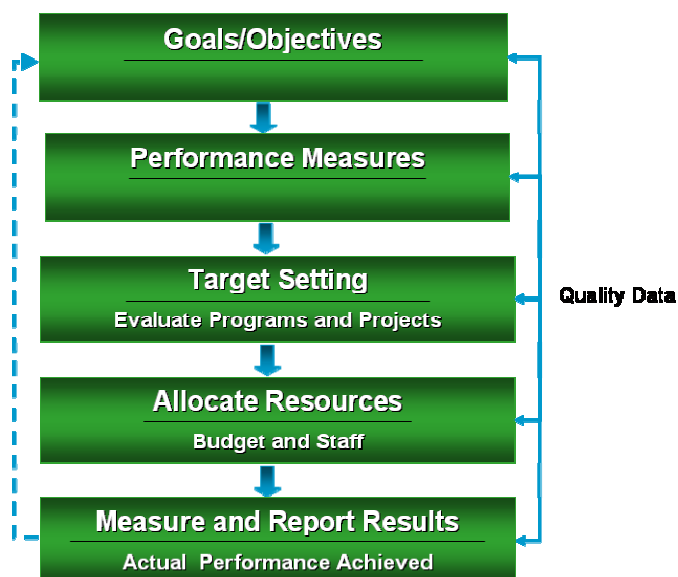 Goals/Objectives
Performance Measures
Target Setting
Evaluate Programs and Projects
Quality Data
Allocate Resources
Budget and Staff
Measure and Report Results
Actual Performance Achieved